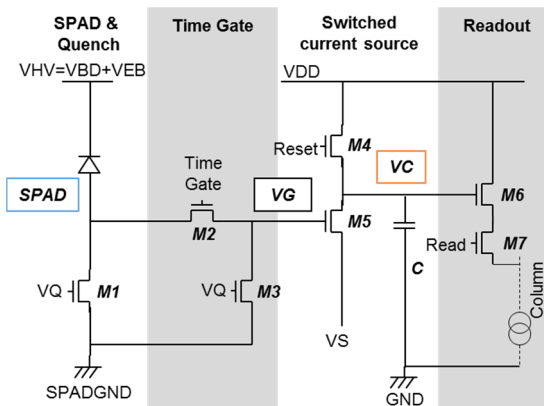 SPAD &
Quench
Time Gate
Switched
current source
Readout
VHV=VBD+VEB
VDD
Reset
M4
Time
Gate
SPAD
VG
VC
M6
M2
M5
Read
M7
VQ
M1
VQ
M3
C
Column
VS
SPADGND
GND